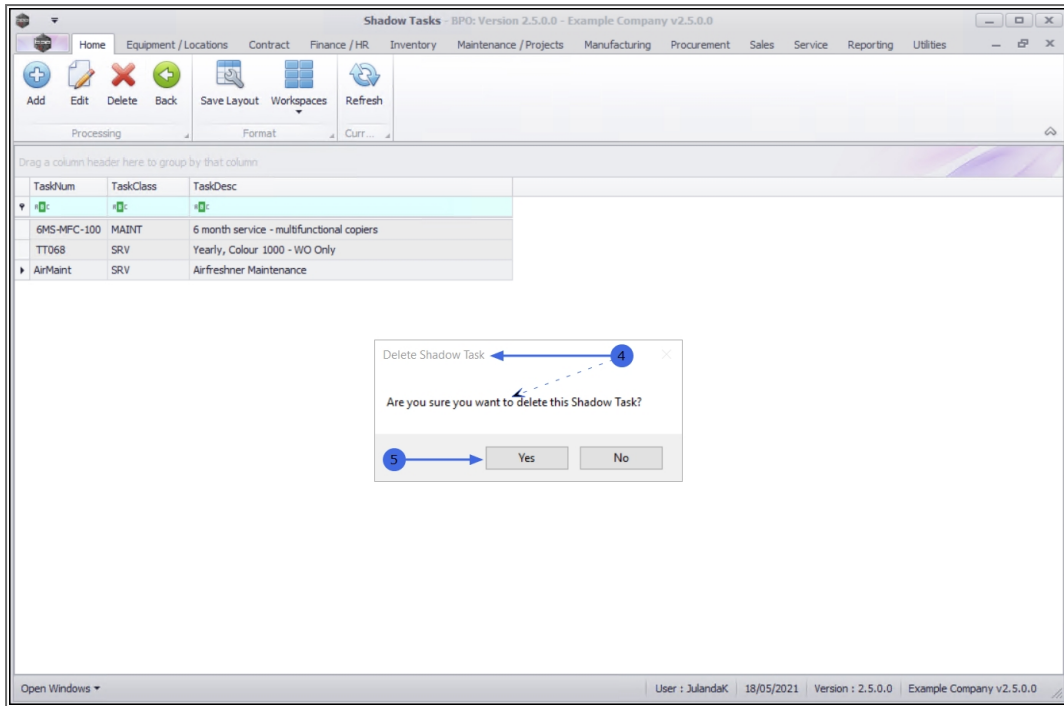 Shadow Tasks - BPO: Version 2.5.0.0 - Example Company v2.5.0.0
Home Equipment / Locations Contract Finance / HR Inventory Maintenance / Projects Manufacturing Procurement Sales Service Reporting Utilities
Add Edit Delete Back Save Layout Workspaces Refresh
Processing Format Curr...
Drag a column header here to group by that column
TaskNum TaskClass TaskDesc
6MS-MFC-100 MAINT 6 month service - multifunctional copiers
TT068 SRV Yearly, Colour 1000 - WO Only
AirMaint SRV Airfreshner Maintenance
Delete Shadow Task 4
Are you sure you want to delete this Shadow Task?
5 Yes No
Open Windows User : JulandaK 18/05/2021 Version : 2.5.0.0 Example Company v2.5.0.0